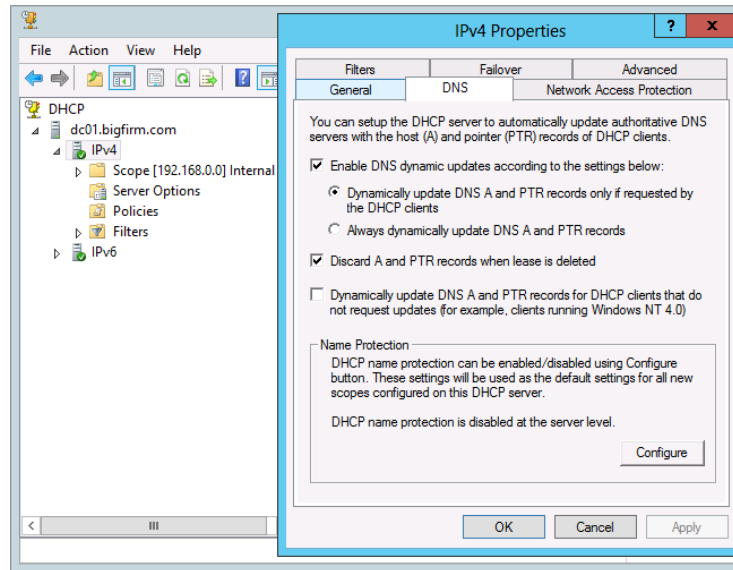 File Action View Help
DHCP
dc01.bigfirm.com
IPv4
Scope [192.168.0.0] Internal
Server Options
Policies
Filters
IPv6
IPv4 Properties
? x
Filters Failover Advanced
General DNS Network Access Protection
You can setup the DHCP server to automatically update authoritative DNS
servers with the host (A) and pointer (PTR) records of DHCP clients.
Enable DNS dynamic updates according to the settings below:
Dynamically update DNS A and PTR records only if requested by
the DHCP clients
Always dynamically update DNS A and PTR records
Discard A and PTR records when lease is deleted
Dynamically update DNS A and PTR records for DHCP clients that do
not request updates (for example, clients running Windows NT 4.0)
Name Protection
DHCP name protection can be enabled/disabled using Configure
button. These settings will be used as the default settings for all new
scopes configured on this DHCP server.
DHCP name protection is disabled at the server level.
Configure
OK Cancel Apply